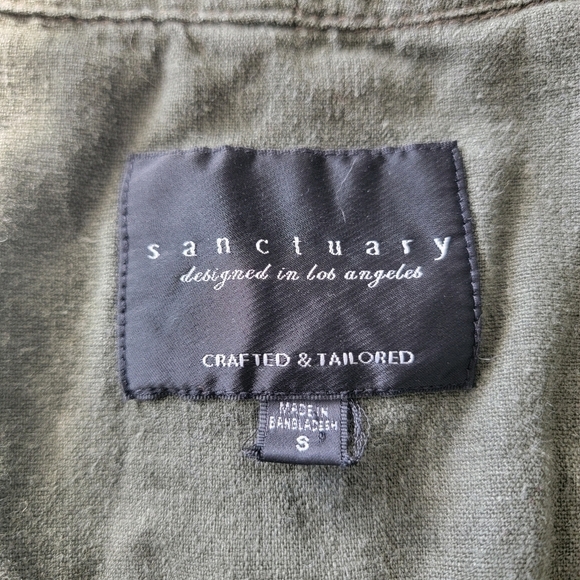 sanctuary
designed in los angeles
CRAFTED & TAILORED
MADE IN
BANGLADESH
S